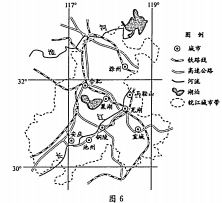 117°
119°
图 例
城市
铁路线
高速公路
河流
湖泊
皖江城市带
滁州
32°
合肥
马鞍山
巢湖
芜湖
江
安庆
铜陵
宣城
池州
长
30°
图 6